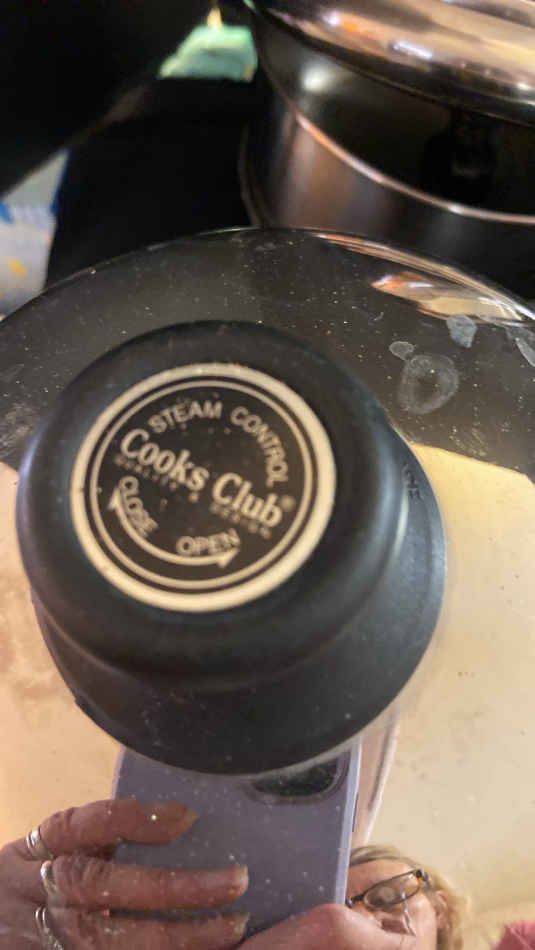 STEAM CONTROL
Cooks Club®
QUALITY & DESIGN
CLOSE OPEN